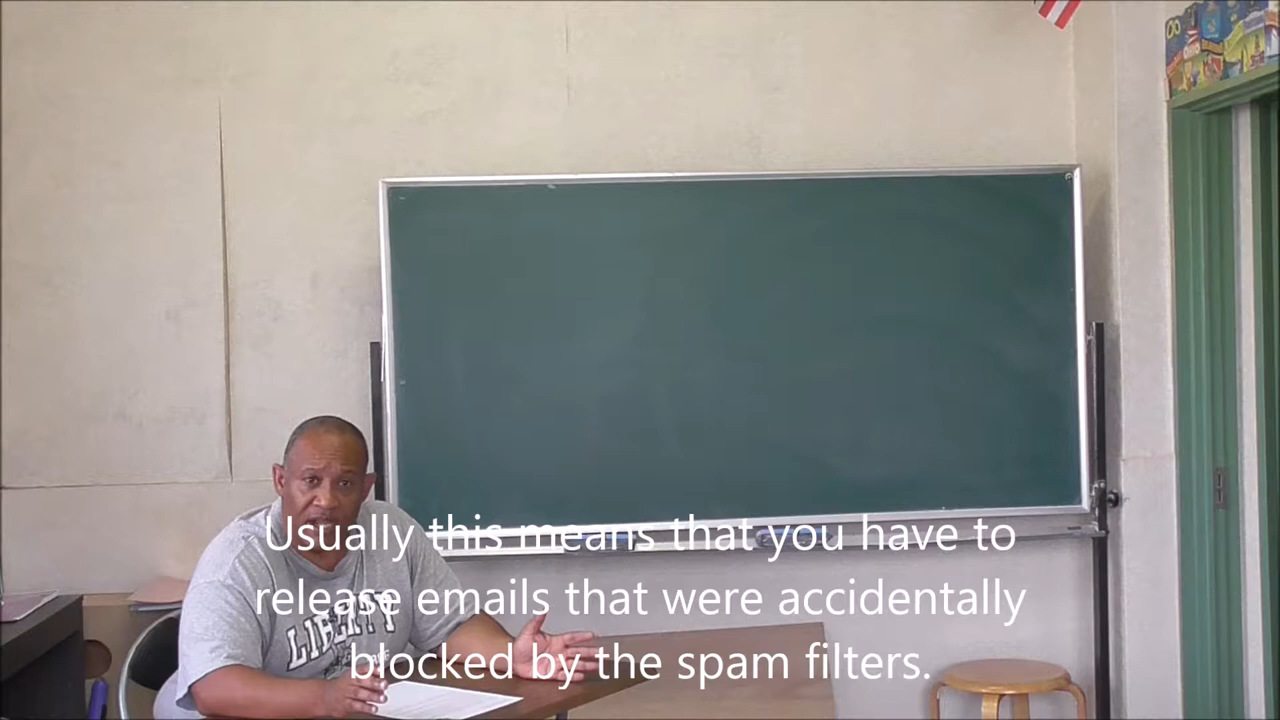 Usually this means that you have to
release emails that were accidentally
blocked by the spam filters.